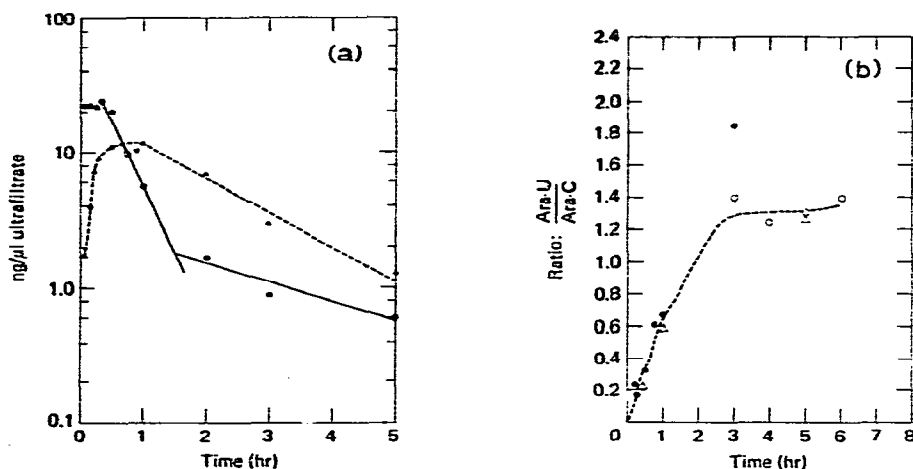 (a)
100
10
1.0
0.1
ng/µl ultrafiltrate
0 1 2 3 4 5
Time (hr)
(b)
2.4
2.2
2.0
1.8
1.6
1.4
1.2
1.0
0.8
0.6
0.4
0.2
Ratio: Ara-U
Ara-C
0 1 2 3 4 5 6 7 8
Time (hr)